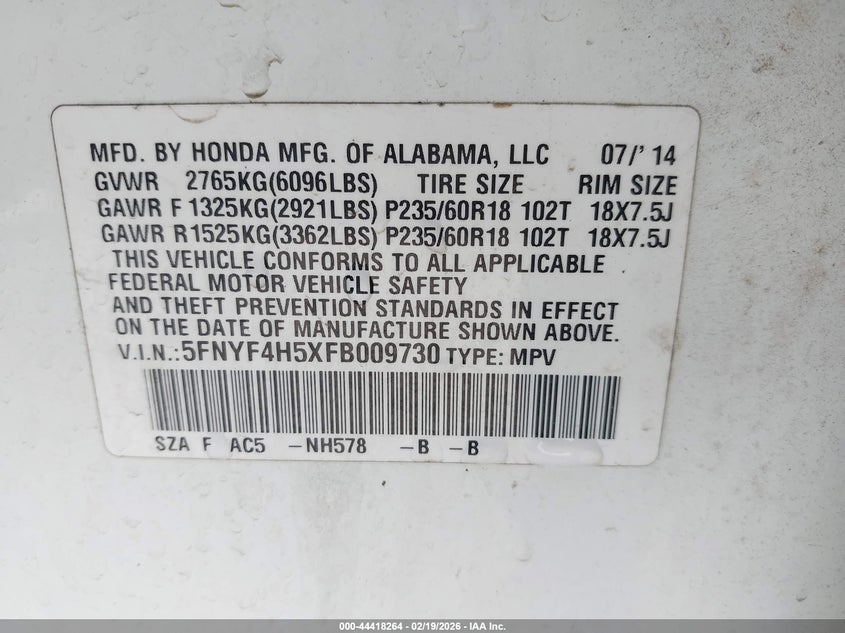 MFD. BY HONDA MFG. OF ALABAMA, LLC 07/' 14
GVWR 2765KG(6096LBS) TIRE SIZE RIM SIZE
GAWR F 1325KG(2921LBS) P235/60R18 102T 18X7.5J
GAWR R1525KG(3362LBS) P235/60R18 102T 18X7.5J
THIS VEHICLE CONFORMS TO ALL APPLICABLE
FEDERAL MOTOR VEHICLE SAFETY
AND THEFT PREVENTION STANDARDS IN EFFECT
ON THE DATE OF MANUFACTURE SHOWN ABOVE.
V.I.N.:5FNYF4H5XFB009730 TYPE: MPV
SZA F AC5 -NH578 -B -B
000-44418264 - 02/19/2026 - IAA Inc.